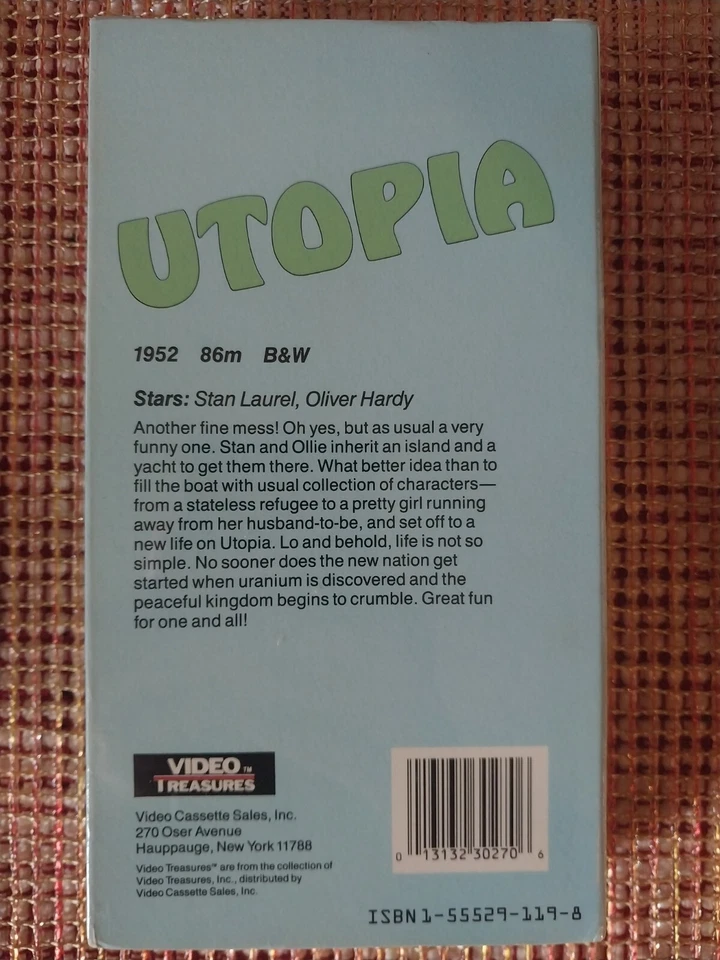 UTOPIA
1952 86m B&W
Stars: Stan Laurel, Oliver Hardy
Another fine mess! Oh yes, but as usual a very
funny one. Stan and Ollie inherit an island and a
yacht to get them there. What better idea than to
fill the boat with usual collection of characters—
from a stateless refugee to a pretty girl running
away from her husband-to-be, and set off to a
new life on Utopia. Lo and behold, life is not so
simple. No sooner does the new nation get
started when uranium is discovered and the
peaceful kingdom begins to crumble. Great fun
for one and all!
VIDEO TM
TREASURES
Video Cassette Sales, Inc.
270 Oser Avenue
Hauppauge, New York 11788
Video Treasures™ are from the collection of
Video Treasures, Inc., distributed by
Video Cassette Sales, Inc.
0 13132 30270 6
ISBN 1-55529-119-8